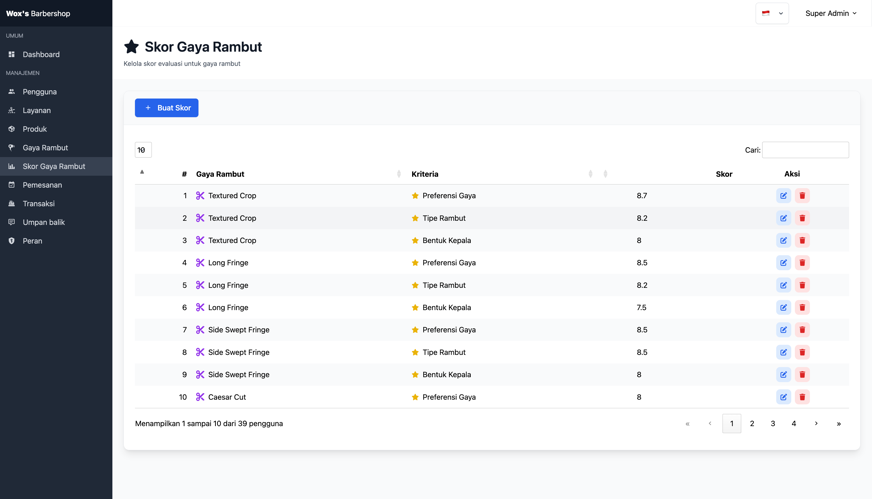 Wox's Barbershop
Super Admin
UMUM
Dashboard
MANAJEMEN
Pengguna
Layanan
Produk
Gaya Rambut
Skor Gaya Rambut
Pemesanan
Transaksi
Umpan balik
Peran
Skor Gaya Rambut
Kelola skor evaluasi untuk gaya rambut
+ Buat Skor
10
Cari:
# Gaya Rambut Kriteria Skor Aksi
1 Textured Crop Preferensi Gaya 8.7
2 Textured Crop Tipe Rambut 8.2
3 Textured Crop Bentuk Kepala 8
4 Long Fringe Preferensi Gaya 8.5
5 Long Fringe Tipe Rambut 8.2
6 Long Fringe Bentuk Kepala 7.5
7 Side Swept Fringe Preferensi Gaya 8.5
8 Side Swept Fringe Tipe Rambut 8.5
9 Side Swept Fringe Bentuk Kepala 8
10 Caesar Cut Preferensi Gaya 8
Menampilkan 1 sampai 10 dari 39 pengguna
« ‹ 1 2 3 4 › »